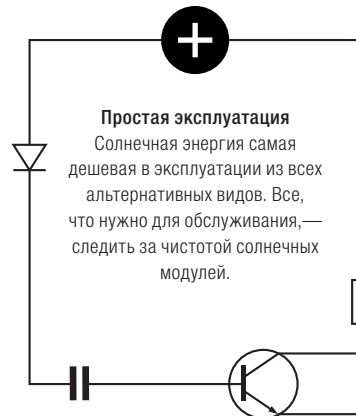 Простая эксплуатация
Солнечная энергия самая
дешевая в эксплуатации из всех
альтернативных видов. Все,
что нужно для обслуживания,—
следить за чистотой солнечных
модулей.